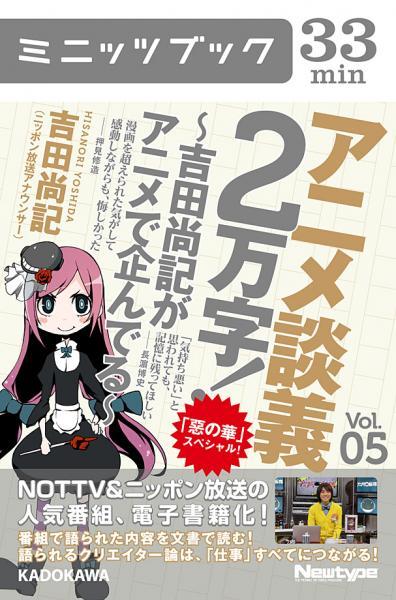 ミニッツブック
33
min
アニメ談義
2万字！
〜吉田尚記が
アニメで企んでる〜
Vol.
05
漫画を超えられた気がして
感動しながらも、悔しかった
――押見修造
「気持ち悪い」と
思われても、
記憶に残ってほしい
――長濵博史
HISANORI YOSHIDA
吉田尚記
（ニッポン放送アナウンサー）
「惡の華」
スペシャル！
NOTTV&ニッポン放送の
人気番組、電子書籍化！
番組で語られた内容を文章で読む！
語られるクリエイター論は、「仕事」すべてにつながる！
KADOKAWA
Newtype